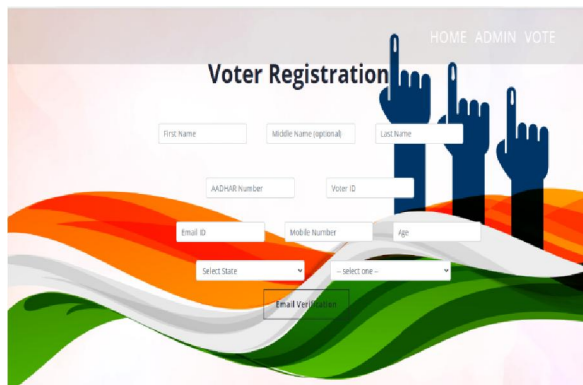 HOME ADMIN VOTE
Voter Registration
First Name Middle Name (optional) Last Name
AADHAR Number Voter ID
Email ID Mobile Number Age
Select State -- select one --
Email Verification